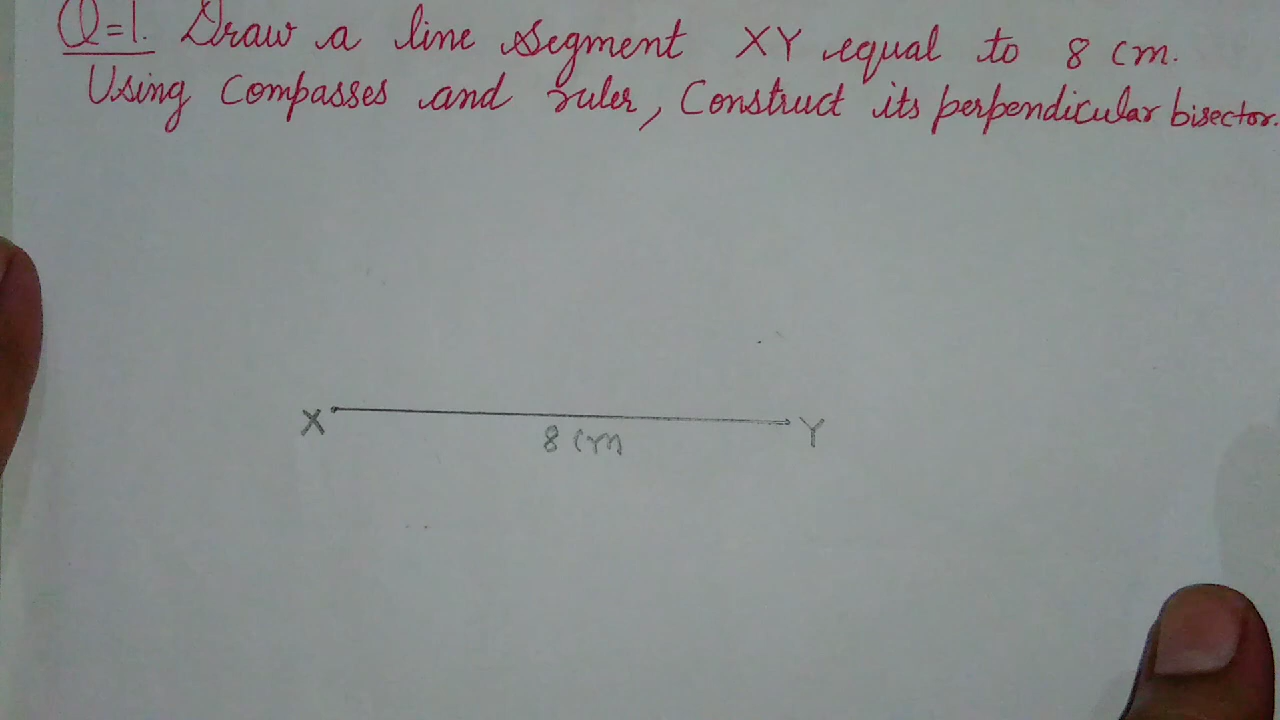 Q=1. Draw a line segment XY equal to 8 cm.
Using Compasses and ruler, Construct its perpendicular bisector.
X Y
8 cm